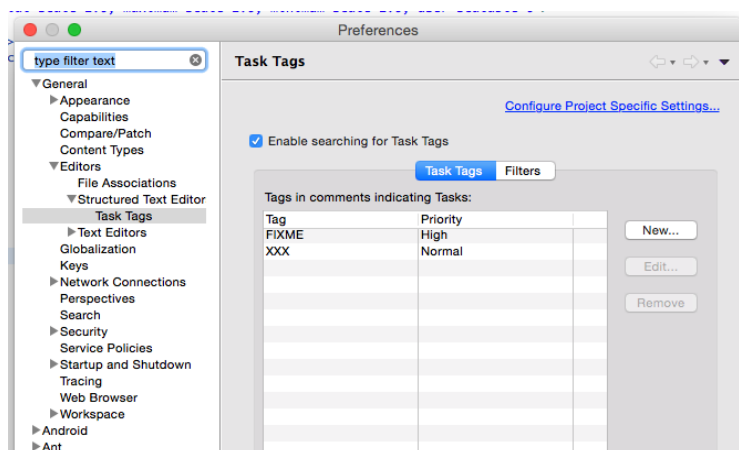 Preferences
type filter text
Task Tags
General
Appearance
Capabilities
Compare/Patch
Content Types
Editors
File Associations
Structured Text Editor
Task Tags
Text Editors
Globalization
Keys
Network Connections
Perspectives
Search
Security
Service Policies
Startup and Shutdown
Tracing
Web Browser
Workspace
Android
Ant
Configure Project Specific Settings...
Enable searching for Task Tags
Task Tags Filters
Tags in comments indicating Tasks:
Tag Priority
FIXME High
XXX Normal
New...
Edit...
Remove